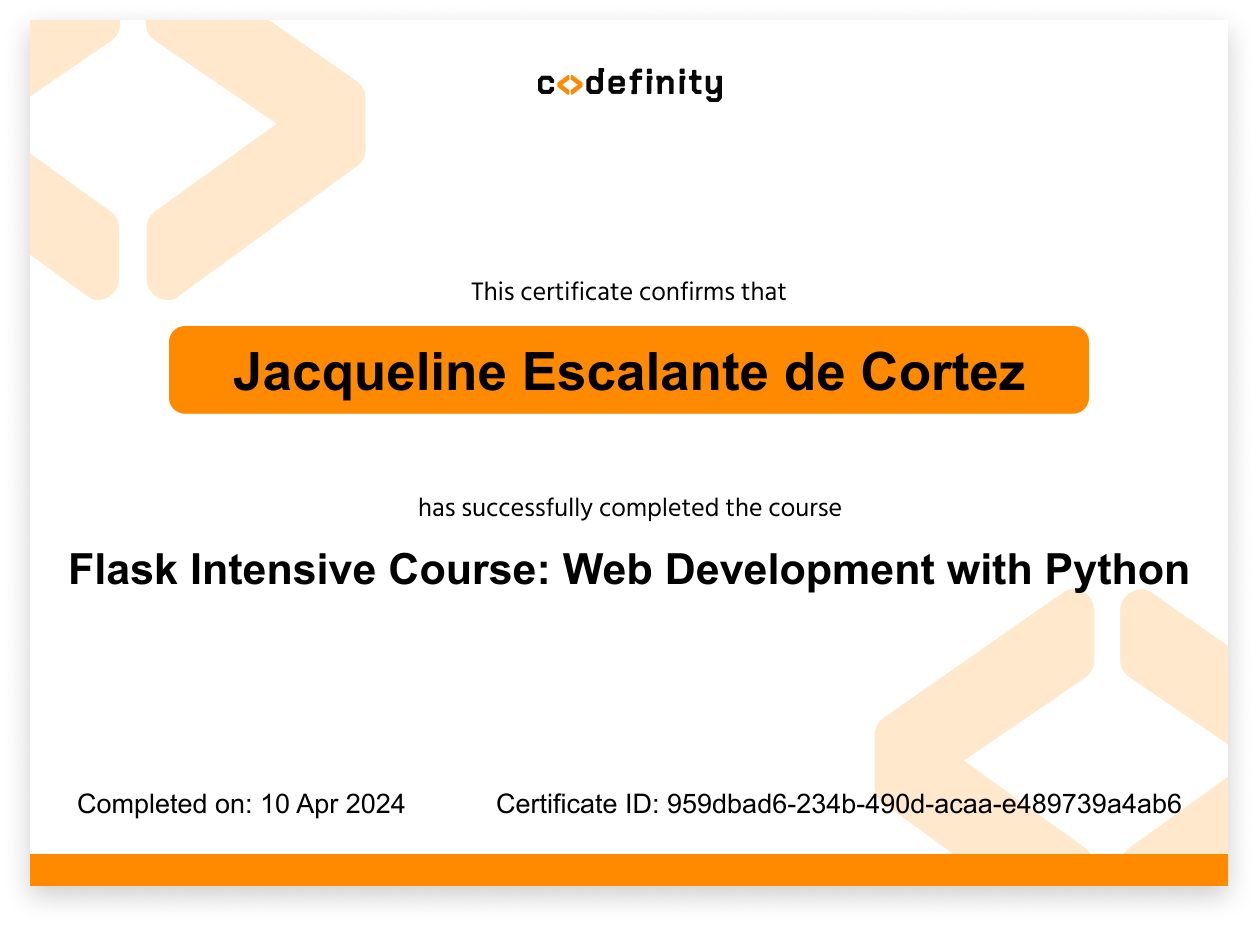 codefinity
This certificate confirms that
Jacqueline Escalante de Cortez
has successfully completed the course
Flask Intensive Course: Web Development with Python
Completed on: 10 Apr 2024
Certificate ID: 959dbad6-234b-490d-acaa-e489739a4ab6